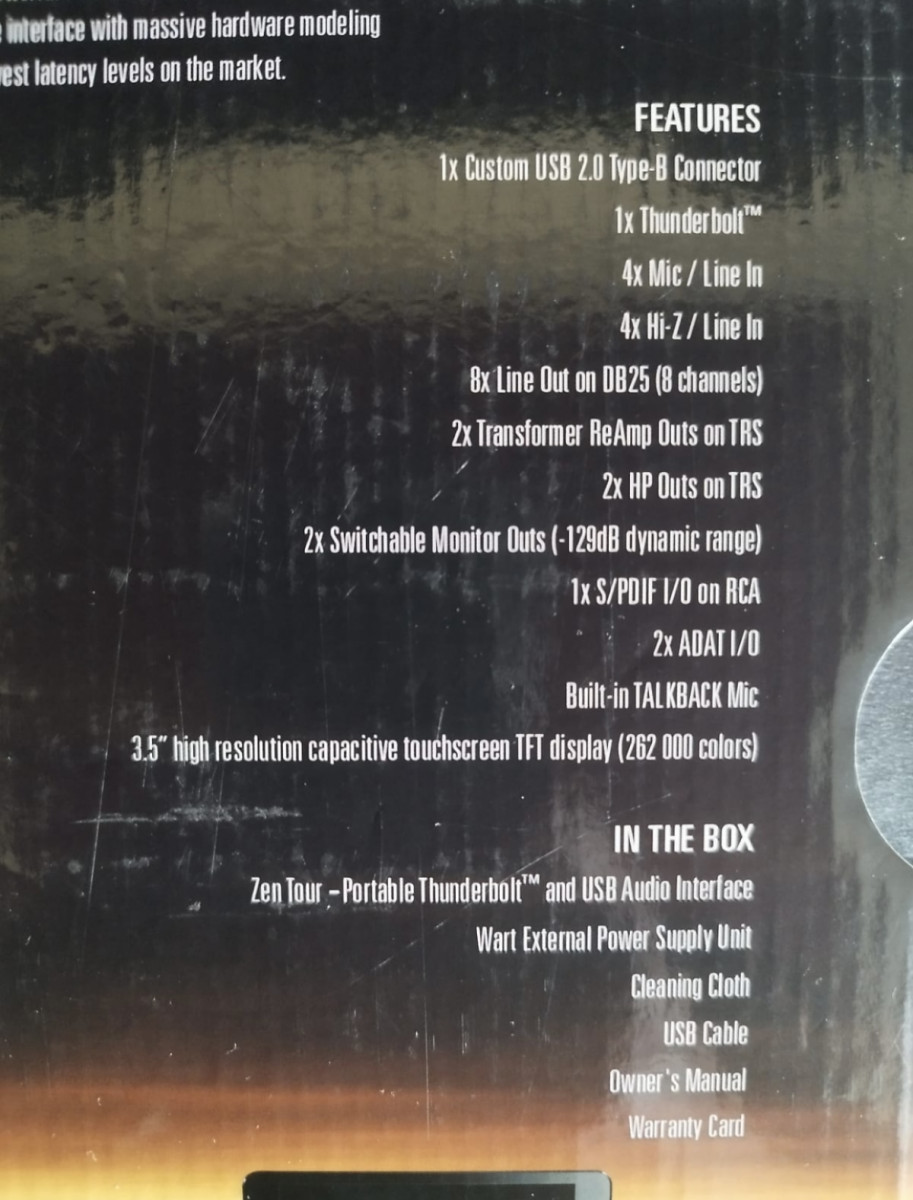 interface with massive hardware modeling
latency levels on the market.
FEATURES
1x Custom USB 2.0 Type-B Connector
1x Thunderbolt™
4x Mic / Line In
4x Hi-Z / Line In
8x Line Out on DB25 (8 channels)
2x Transformer ReAmp Outs on TRS
2x HP Outs on TRS
2x Switchable Monitor Outs (-129dB dynamic range)
1x S/PDIF I/O on RCA
2x ADAT I/O
Built-in TALKBACK Mic
3.5" high resolution capacitive touchscreen TFT display (262 000 colors)
IN THE BOX
Zen Tour – Portable Thunderbolt™ and USB Audio Interface
Wart External Power Supply Unit
Cleaning Cloth
USB Cable
Owner's Manual
Warranty Card